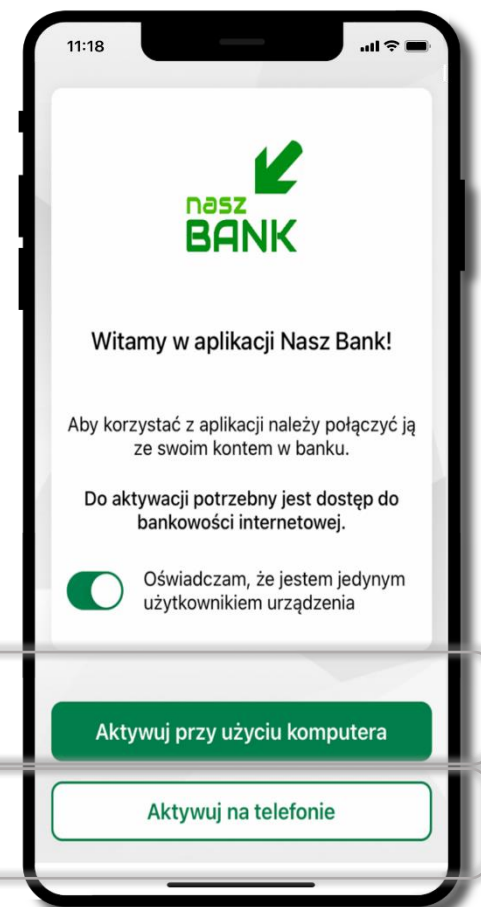 11:18
nasz
BANK
Witamy w aplikacji Nasz Bank!
Aby korzystać z aplikacji należy połączyć ją
ze swoim kontem w banku.
Do aktywacji potrzebny jest dostęp do
bankowości internetowej.
Oświadczam, że jestem jedynym
użytkownikiem urządzenia
Aktywuj przy użyciu komputera
Aktywuj na telefonie